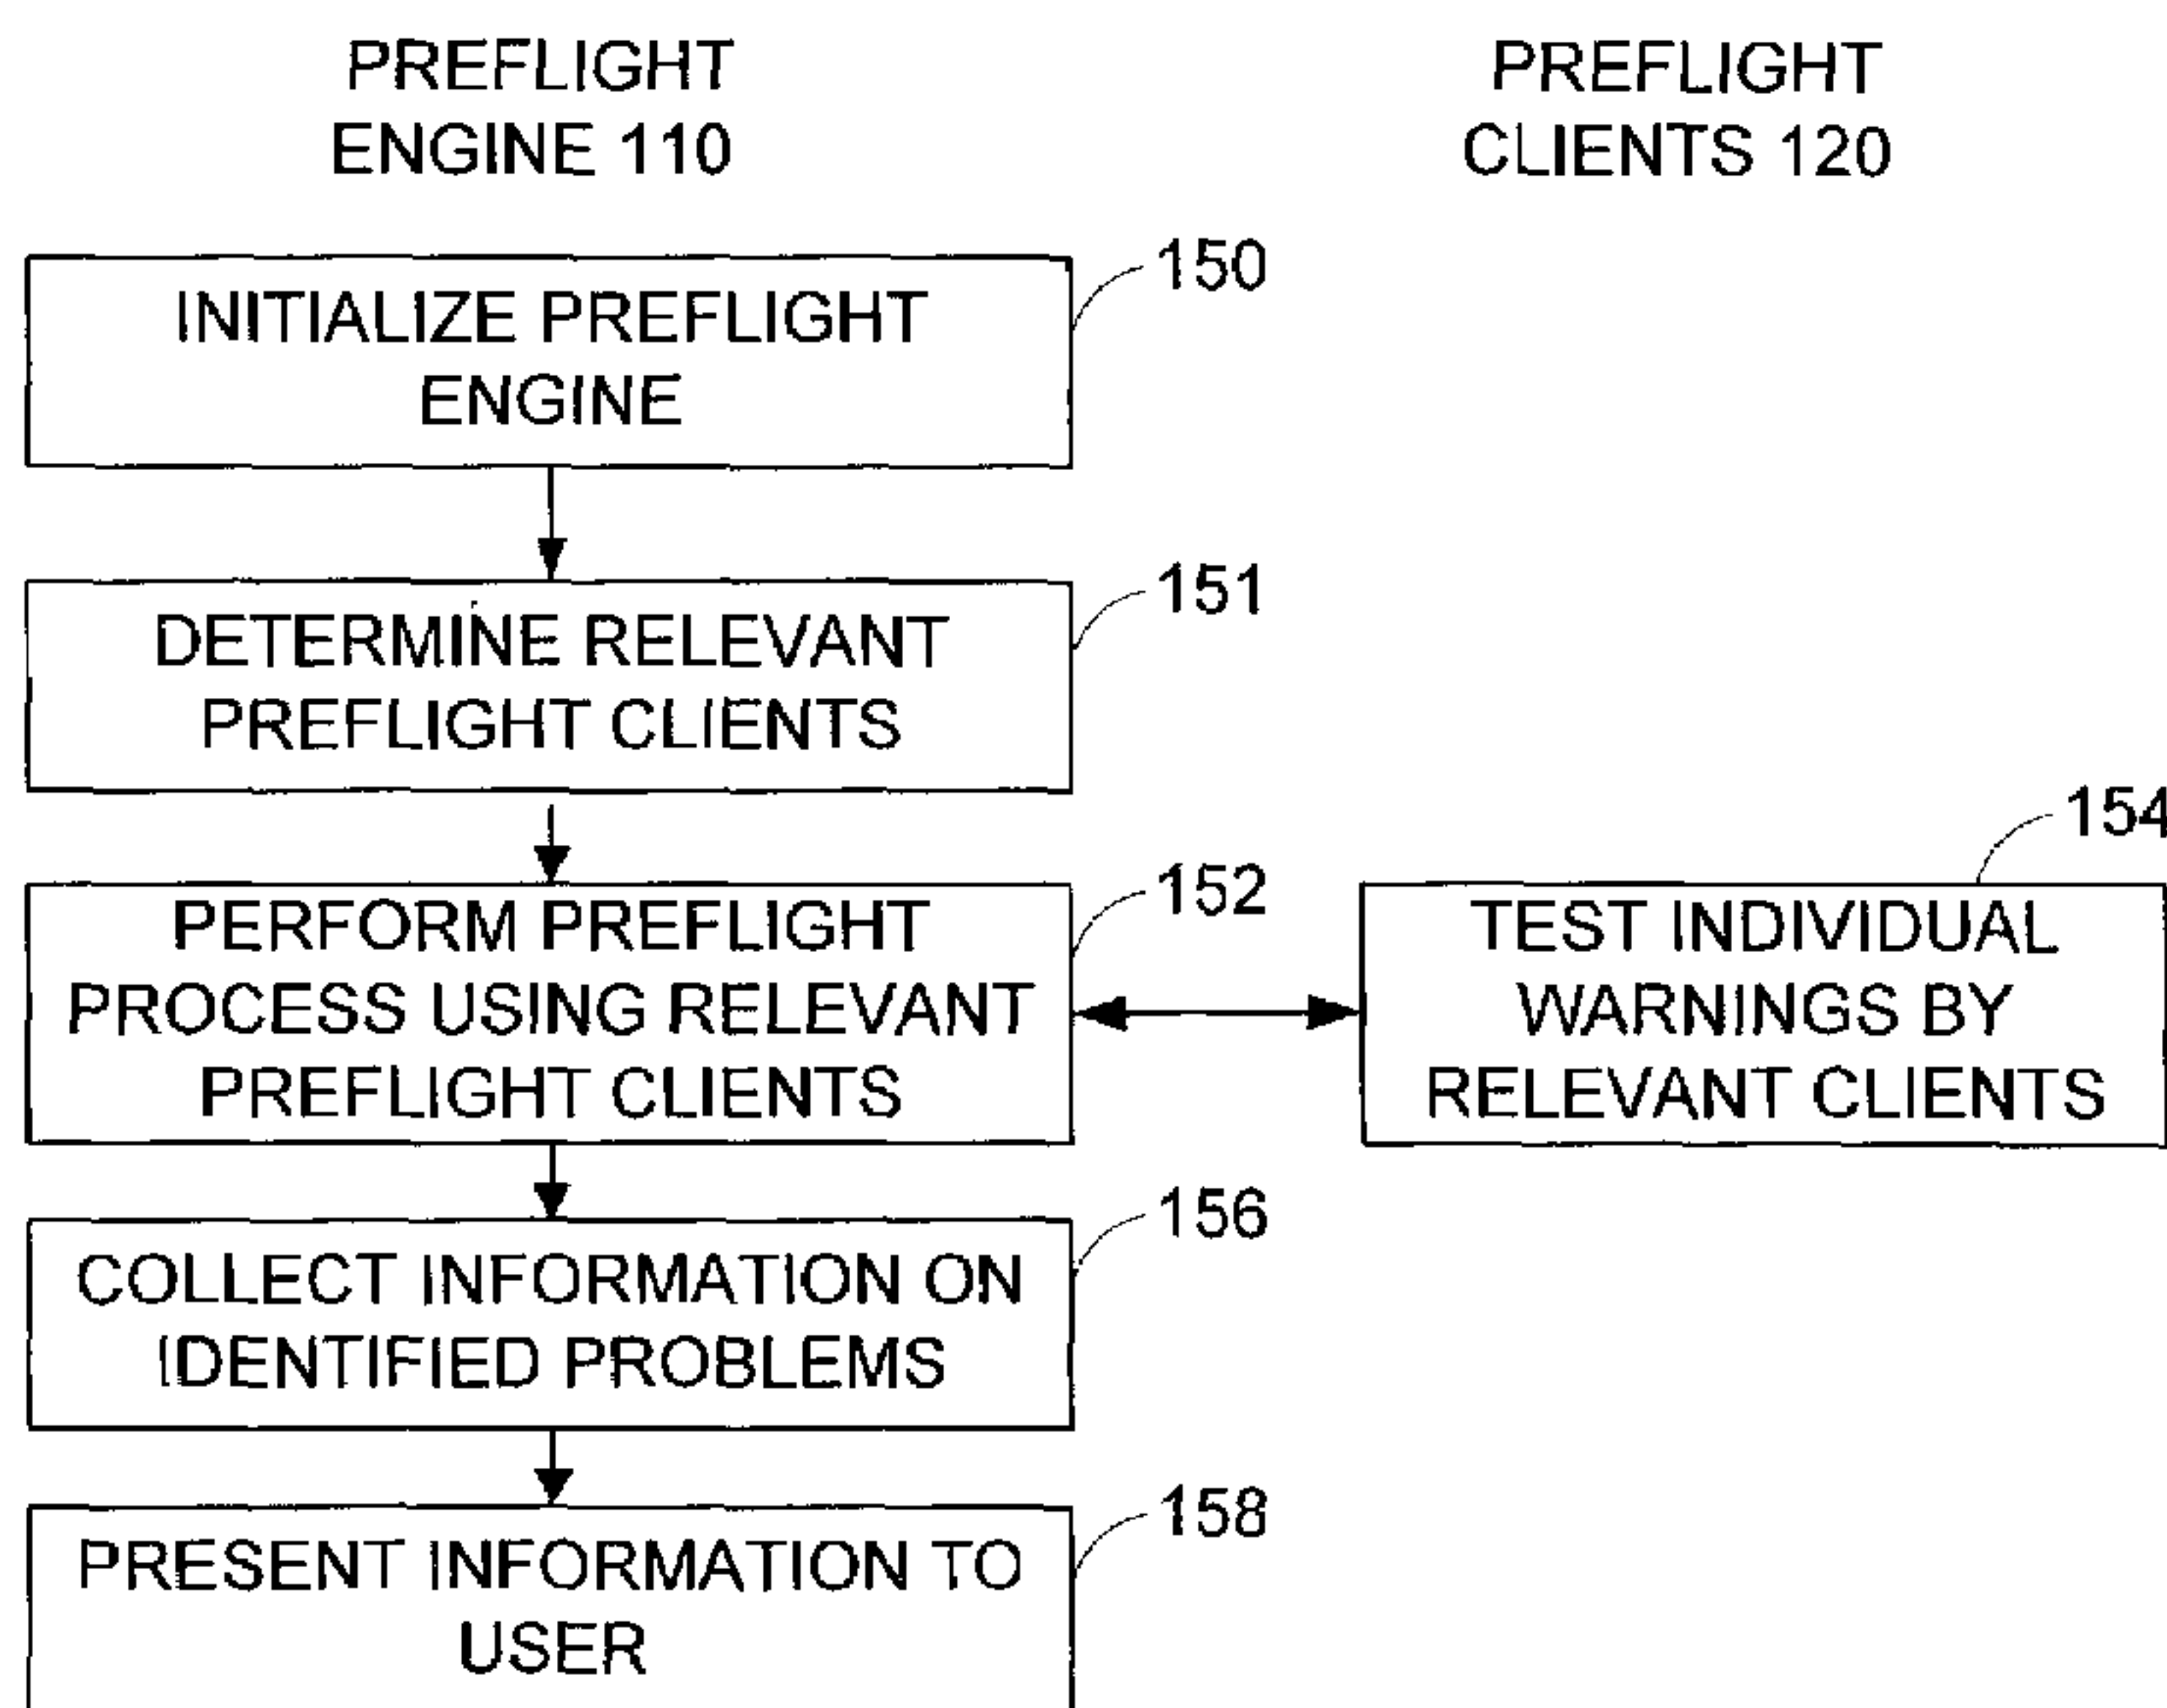 PREFLIGHT
ENGINE 110
PREFLIGHT
CLIENTS 120
150
INITIALIZE PREFLIGHT
ENGINE
151
DETERMINE RELEVANT
PREFLIGHT CLIENTS
152
PERFORM PREFLIGHT
PROCESS USING RELEVANT
PREFLIGHT CLIENTS
154
TEST INDIVIDUAL
WARNINGS BY
RELEVANT CLIENTS
156
COLLECT INFORMATION ON
IDENTIFIED PROBLEMS
158
PRESENT INFORMATION TO
USER